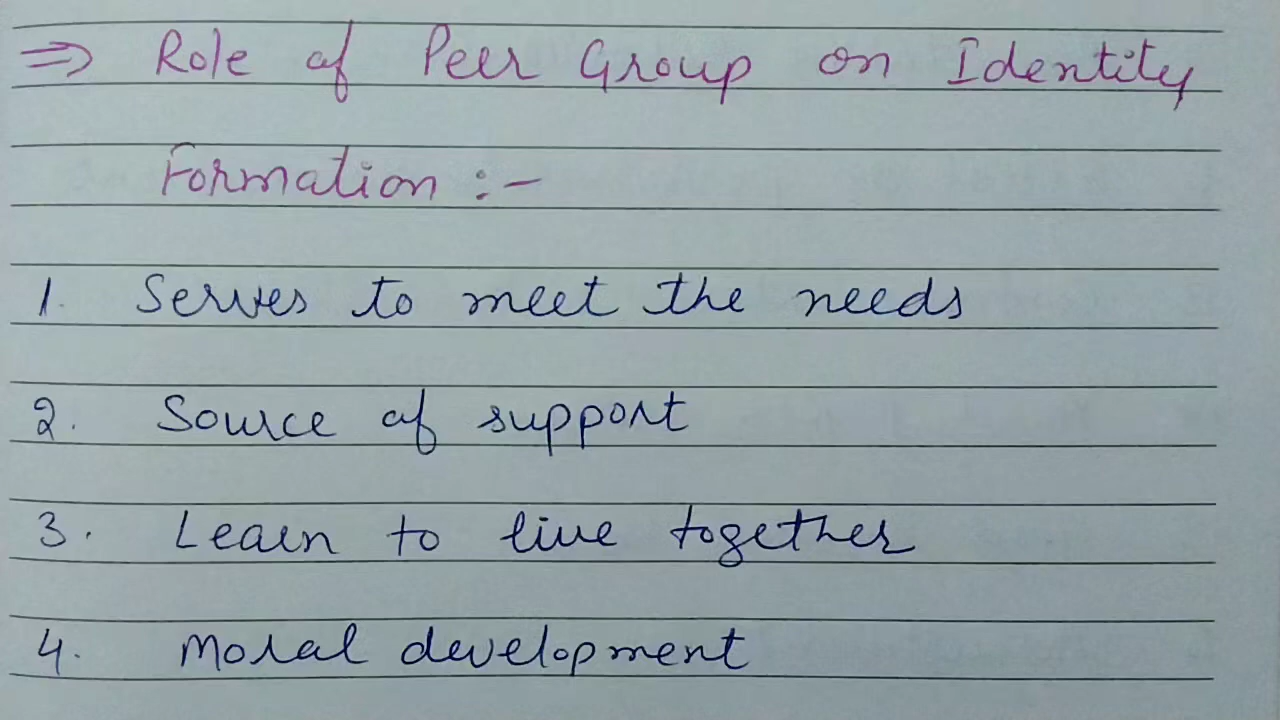 ⇒ Role of Peer Group on Identity
Formation :-
1. Serves to meet the needs
2. Source of support
3. Learn to live together
4. Moral development